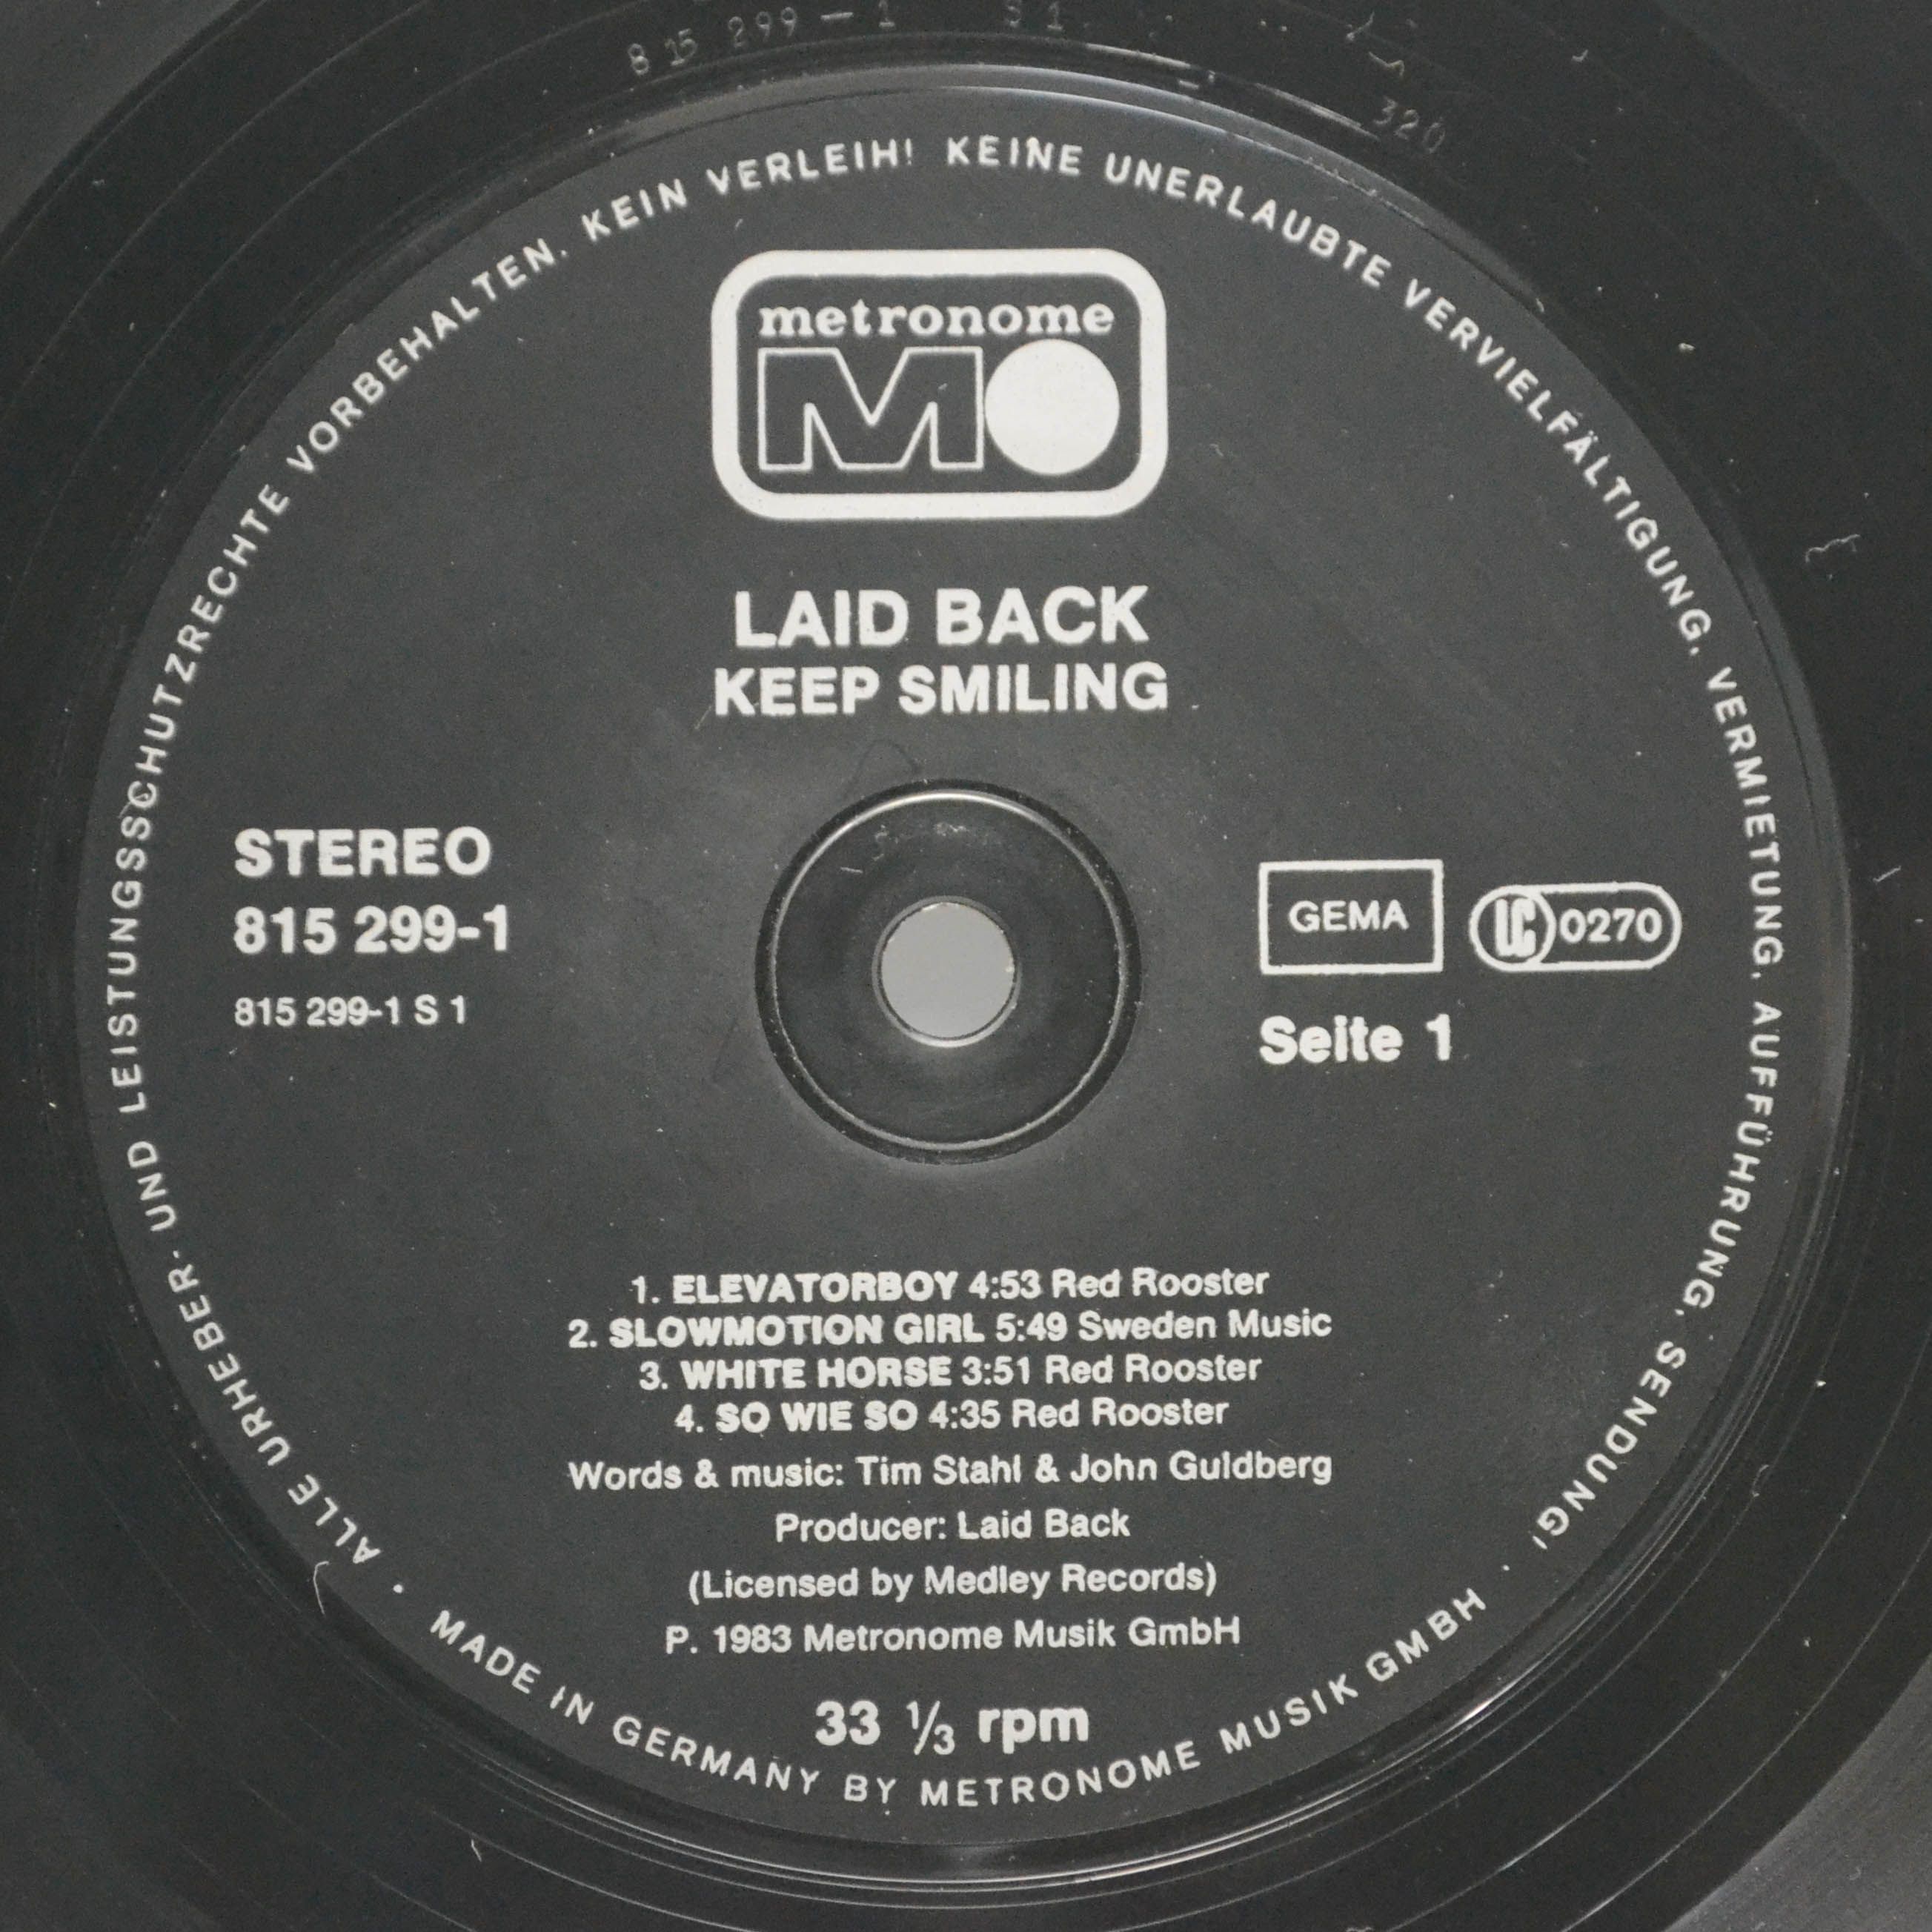 815 299-1 S1
320
ALLE URHEBER- UND LEISTUNGSSCHUTZRECHTE VORBEHALTEN. KEIN VERLEIH! KEINE UNERLAUBTE VERVIELFÄLTIGUNG, VERMIETUNG, AUFFÜHRUNG, SENDUNG!
metronome
MO
LAID BACK
KEEP SMILING
STEREO
815 299-1
815 299-1 S 1
GEMA
LC 0270
Seite 1
1. ELEVATORBOY 4:53 Red Rooster
2. SLOWMOTION GIRL 5:49 Sweden Music
3. WHITE HORSE 3:51 Red Rooster
4. SO WIE SO 4:35 Red Rooster
Words & music: Tim Stahl & John Guldberg
Producer: Laid Back
(Licensed by Medley Records)
P. 1983 Metronome Musik GmbH
33 ⅓ rpm
• MADE IN GERMANY BY METRONOME MUSIK GMBH •